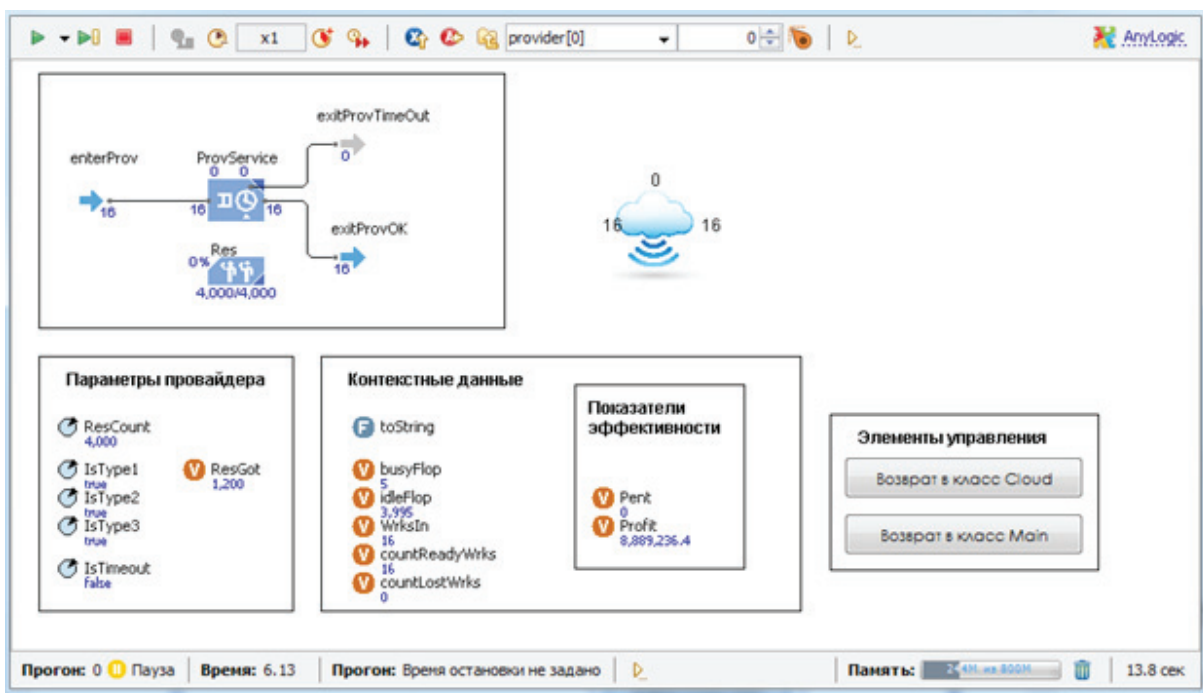 x1 provider[0] 0 AnyLogic
exitProvTimeOut
0
enterProv ProvService
0 0
16 16 16
exitProvOK
16
Res
0%
4,000/4,000
0
16 16
Параметры провайдера
ResCount
4,000
IsType1
true
ResGot
1,200
IsType2
true
IsType3
true
IsTimeout
false
Контекстные данные
toString
busyFlop
5
idleFlop
3,995
WrksIn
16
countReadyWrks
16
countLostWrks
0
Показатели
эффективности
Pent
0
Profit
8,889,236.4
Элементы управления
Возврат в класс Cloud
Возврат в класс Main
Прогон: 0 Пауза Время: 6.13 Прогон: Время остановки не задано Память: из 800M 13.8 сек